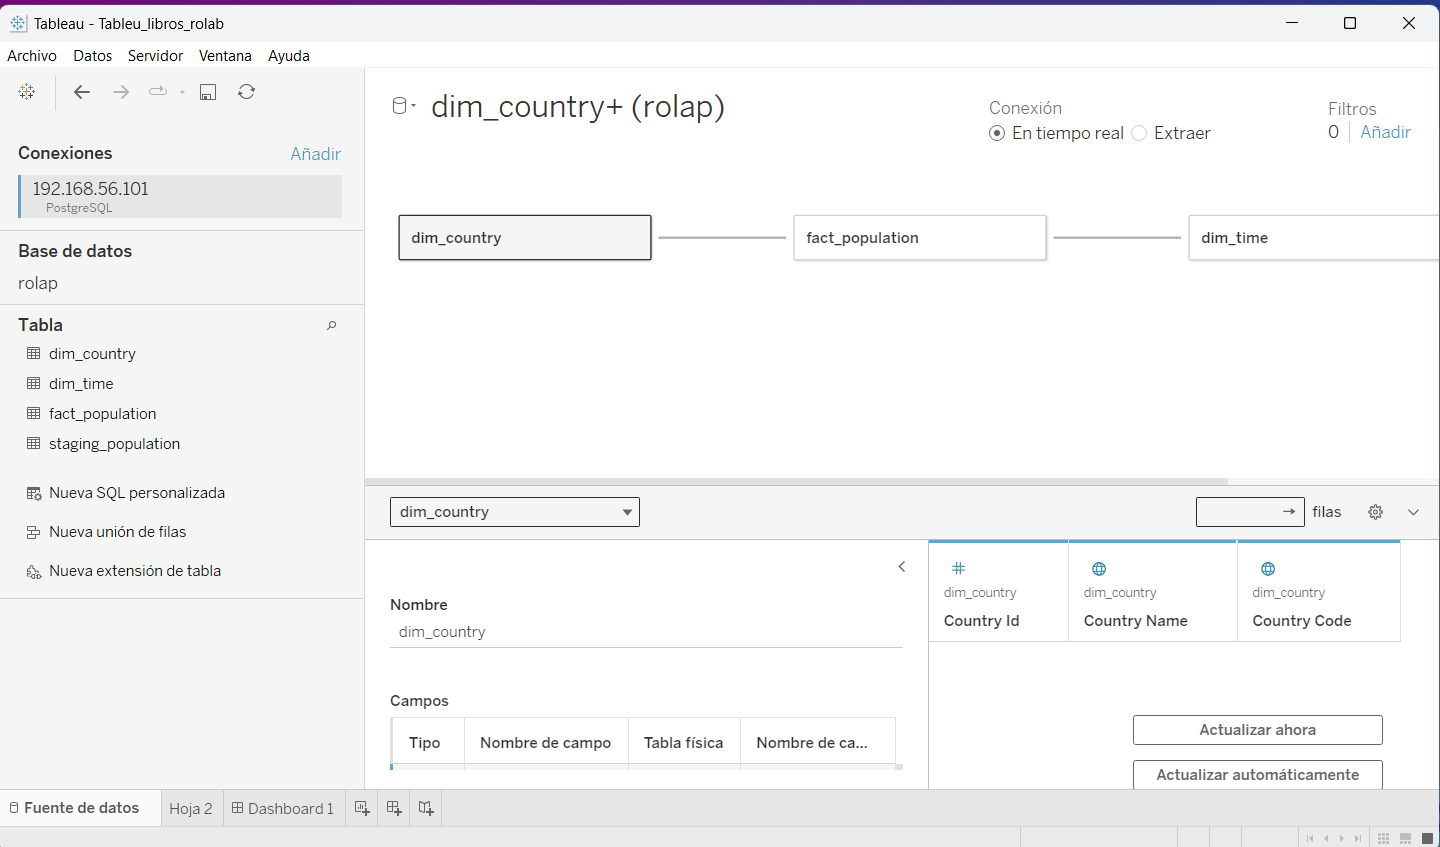 Tableau - Tableu_libros_rolab
Archivo Datos Servidor Ventana Ayuda
Conexiones Añadir
192.168.56.101
PostgreSQL
Base de datos
rolap
Tabla
dim_country
dim_time
fact_population
staging_population
Nueva SQL personalizada
Nueva unión de filas
Nueva extensión de tabla
dim_country+ (rolap)
Conexión
En tiempo real Extraer
Filtros
0 Añadir
dim_country fact_population dim_time
dim_country
filas
Nombre
dim_country
Campos
Tipo Nombre de campo Tabla física Nombre de ca...
dim_country dim_country dim_country
Country Id Country Name Country Code
Actualizar ahora
Actualizar automáticamente
Fuente de datos Hoja 2 Dashboard 1